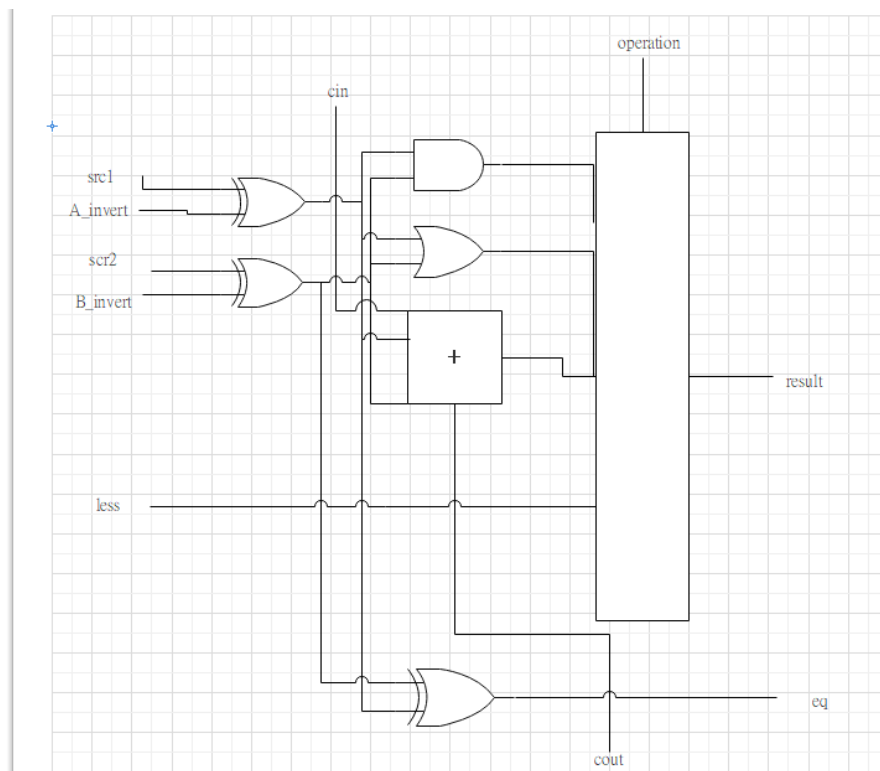 operation
cin
src1
A_invert
scr2
B_invert
+
result
less
eq
cout